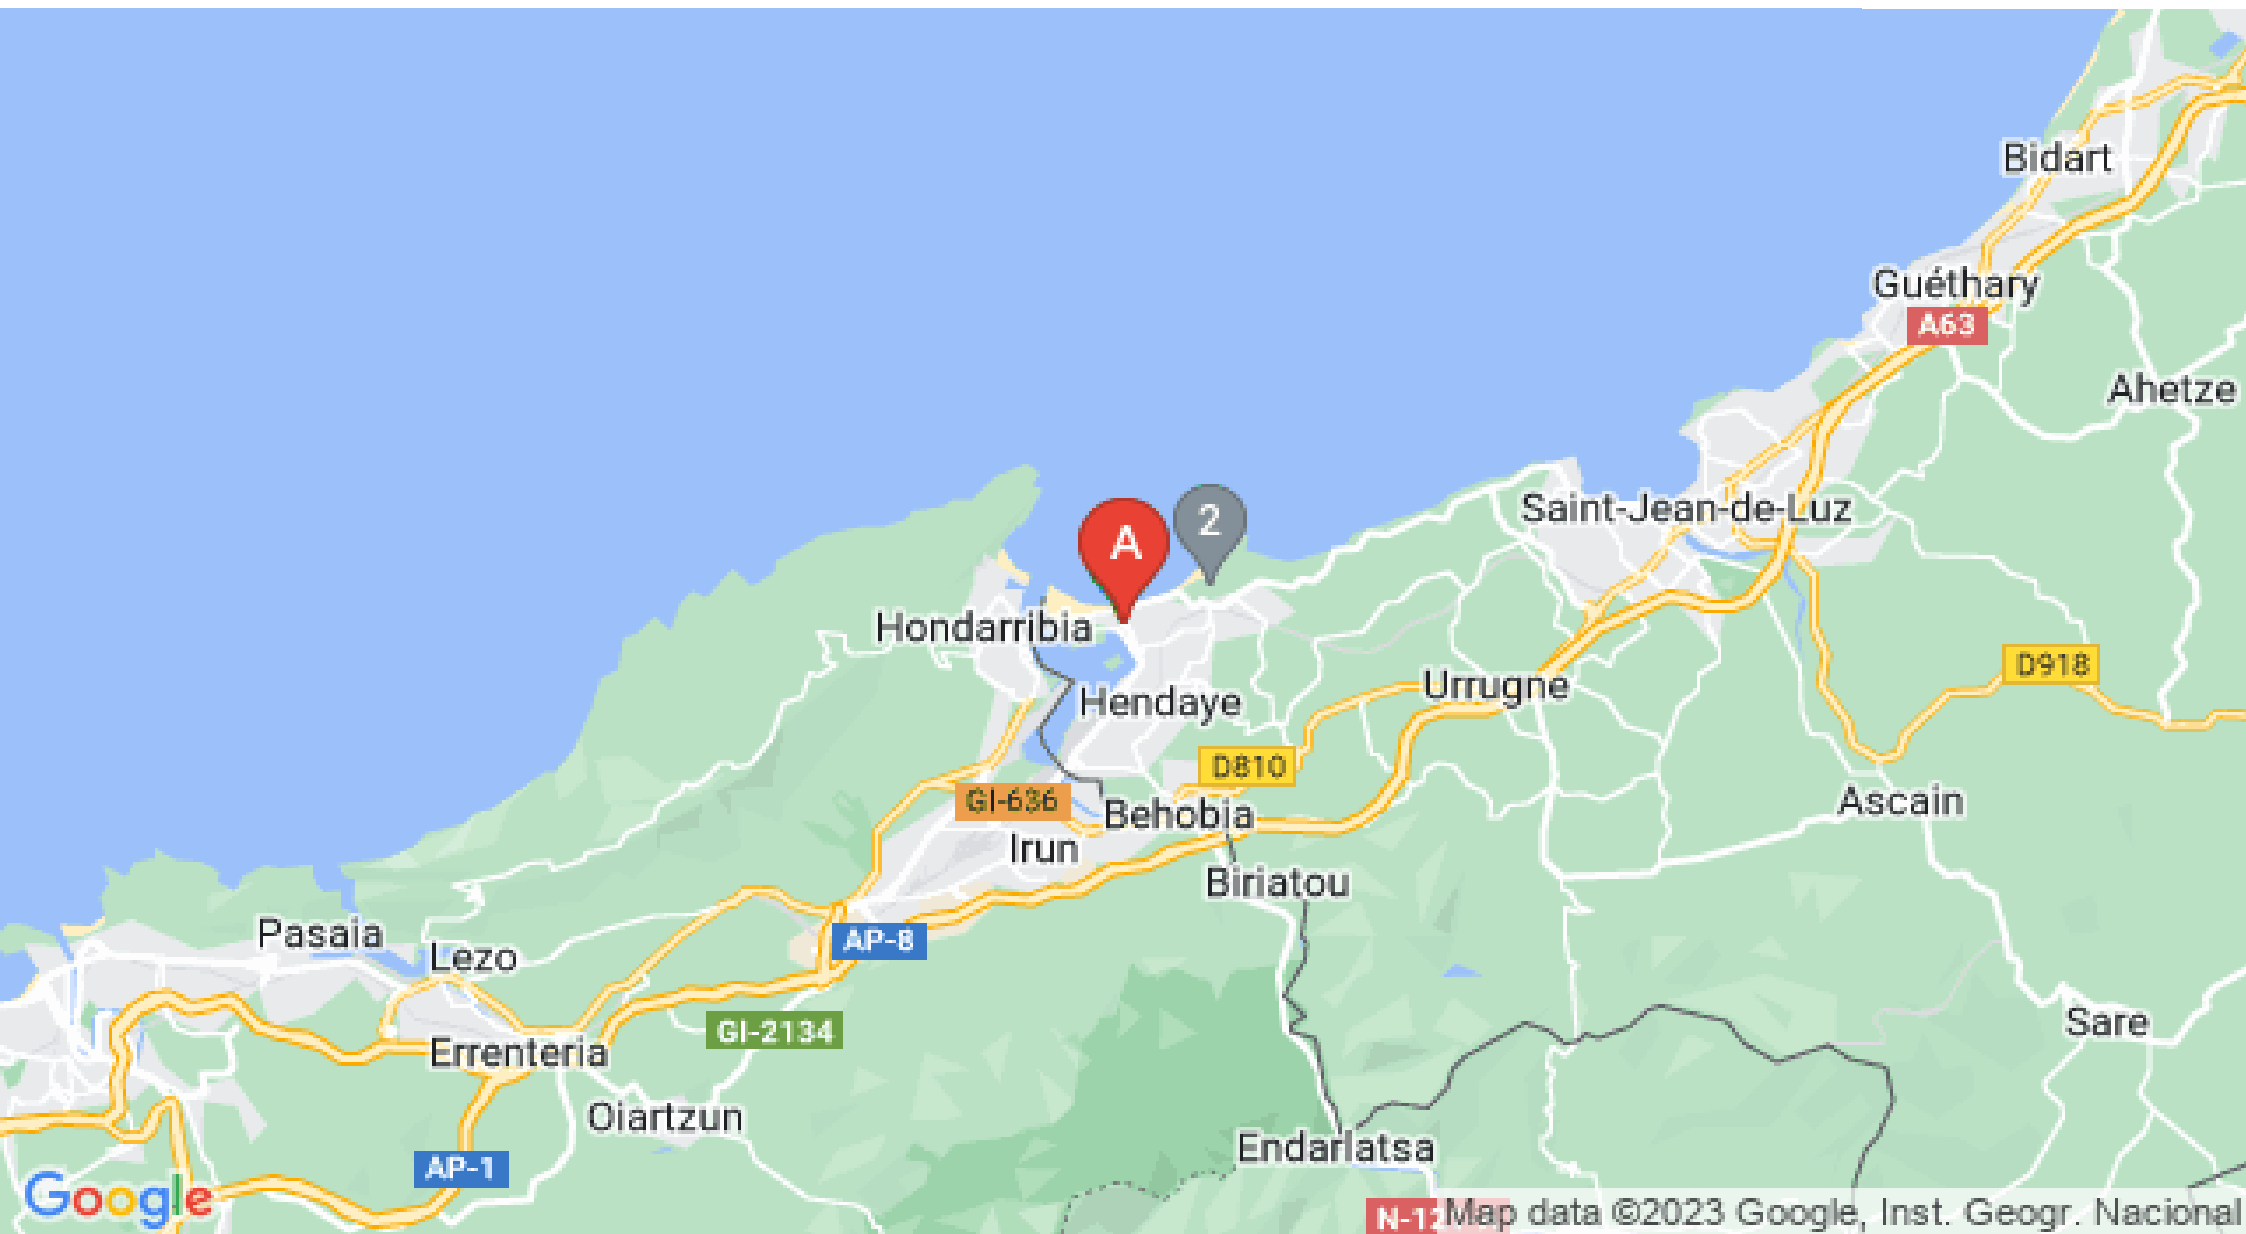 Bidart
Guéthary
A63
Ahetze
A
2
Saint-Jean-de-Luz
Hondarribia
D918
Urrugne
Hendaye
D810
GI-636
Ascain
Behobia
Irun
Biriatou
Pasaia
AP-8
Lezo
Sare
GI-2134
Errenteria
Oiartzun
Endarlatsa
AP-1
Google
Map data ©2023 Google, Inst. Geogr. Nacional